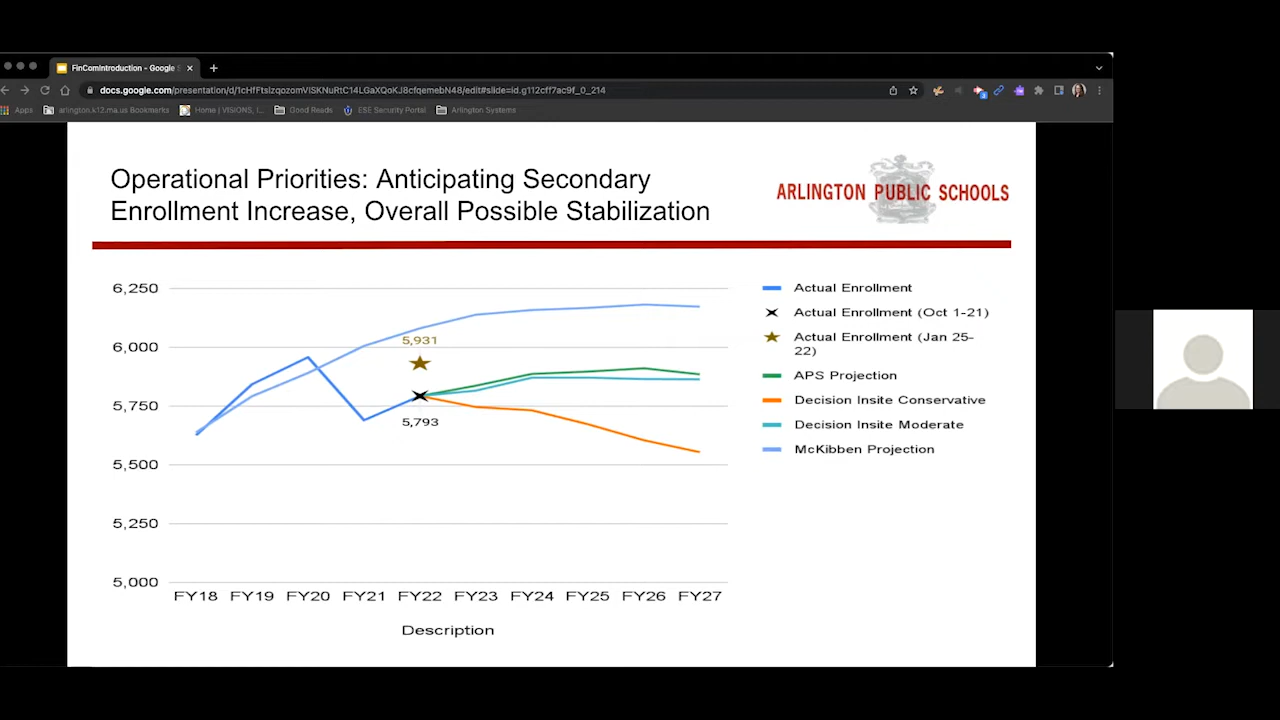 FinComIntroduction - Google
docs.google.com/presentation/d/1cHfFtsIzqozomVISKNuRtC14LGaXQoKJ8cfqemebN48/edit#slide=id.g112cff7ac9f_0_214
Apps arlington.k12.ma.us Bookmarks Home | VISIONS, I... Good Reads ESE Security Portal Arlington Systems
Operational Priorities: Anticipating Secondary
Enrollment Increase, Overall Possible Stabilization
ARLINGTON PUBLIC SCHOOLS
6,250
6,000
5,750
5,500
5,250
5,000
5,931
5,793
FY18 FY19 FY20 FY21 FY22 FY23 FY24 FY25 FY26 FY27
Description
Actual Enrollment
Actual Enrollment (Oct 1-21)
Actual Enrollment (Jan 25-
22)
APS Projection
Decision Insite Conservative
Decision Insite Moderate
McKibben Projection